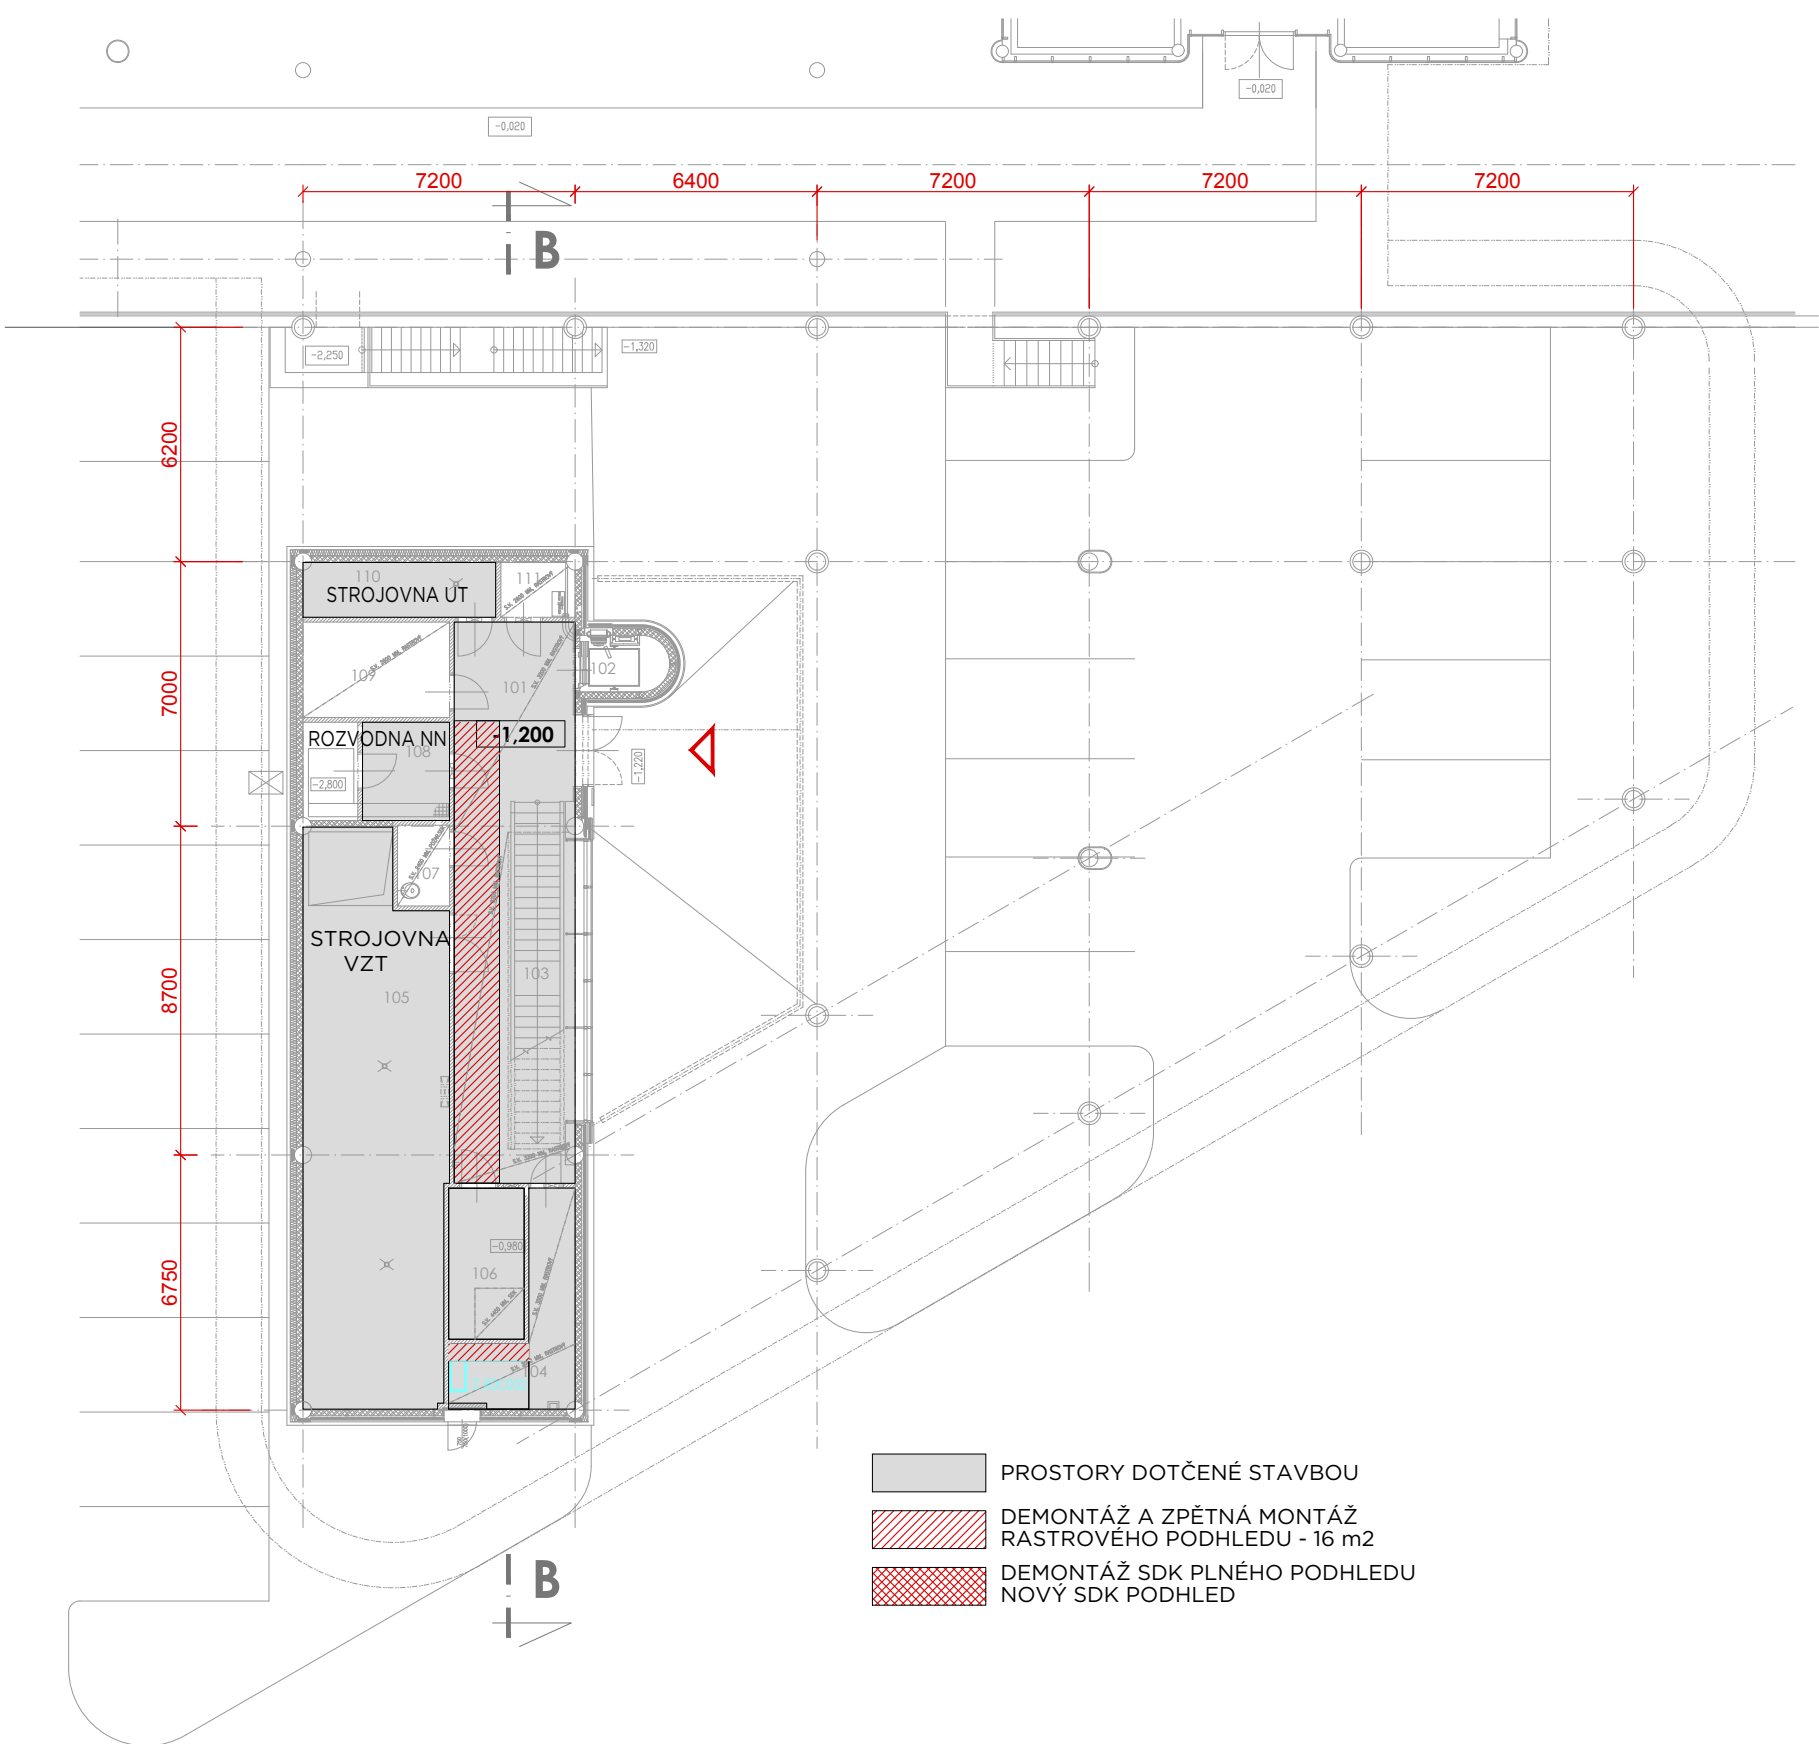 -0,020
-0,020
7200
6400
7200
7200
7200
B
-2,250
-1,320
6200
110
STROJOVNA ÚT
111
109
101
102
7000
-1,200
ROZVODNA NN
108
-2,800
-1,220
107
STROJOVNA
VZT
103
105
8700
-0,980
106
6750
104
PROSTORY DOTČENÉ STAVBOU
DEMONTÁŽ A ZPĚTNÁ MONTÁŽ
RASTROVÉHO PODHLEDU - 16 m2
DEMONTÁŽ SDK PLNÉHO PODHLEDU
NOVÝ SDK PODHLED
B